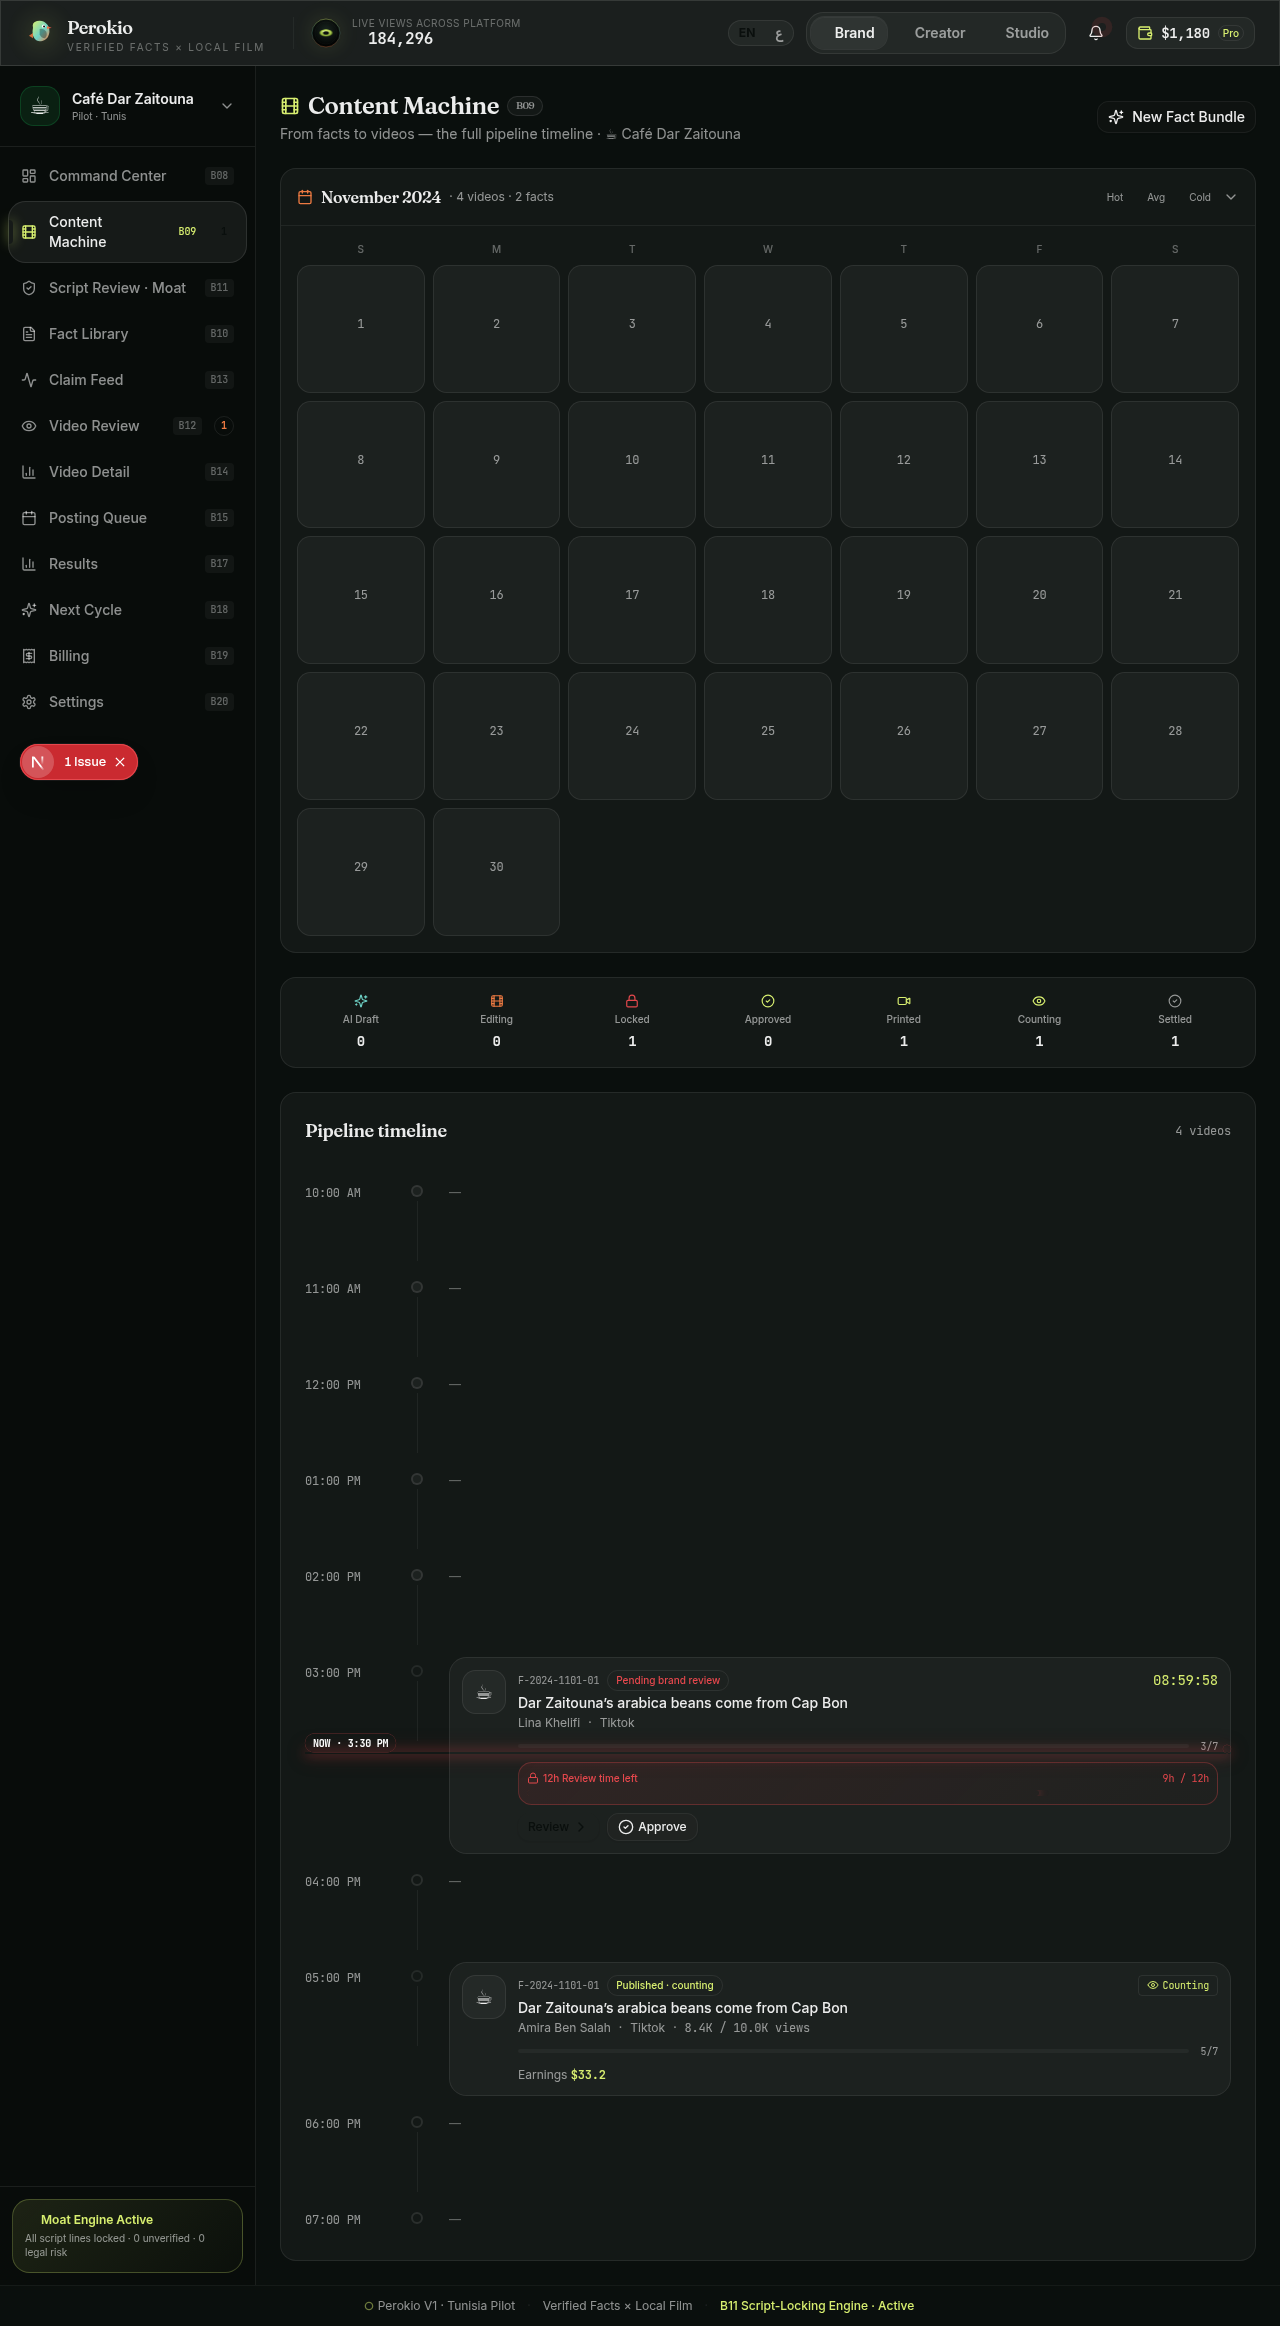 Perokio
VERIFIED FACTS × LOCAL FILM
LIVE VIEWS ACROSS PLATFORM
184,296
EN ع
Brand Creator Studio
$1,180 Pro
Café Dar Zaitouna
Pilot · Tunis
Command Center B08
Content Machine B09 1
Script Review · Moat B11
Fact Library B10
Claim Feed B13
Video Review B12 1
Video Detail B14
Posting Queue B15
Results B17
Next Cycle B18
Billing B19
Settings B20
1 Issue
Moat Engine Active
All script lines locked · 0 unverified · 0
legal risk
Content Machine B09
From facts to videos — the full pipeline timeline · ☕ Café Dar Zaitouna
New Fact Bundle
November 2024 · 4 videos · 2 facts
Hot Avg Cold
S M T W T F S
1 2 3 4 5 6 7
8 9 10 11 12 13 14
15 16 17 18 19 20 21
22 23 24 25 26 27 28
29 30
AI Draft Editing Locked Approved Printed Counting Settled
0 0 1 0 1 1 1
Pipeline timeline 4 videos
10:00 AM —
11:00 AM —
12:00 PM —
01:00 PM —
02:00 PM —
03:00 PM
F-2024-1101-01 Pending brand review 08:59:58
Dar Zaitouna's arabica beans come from Cap Bon
Lina Khelifi · Tiktok
NOW · 3:30 PM
3/7
12h Review time left 9h / 12h
Review Approve
04:00 PM —
05:00 PM
F-2024-1101-01 Published · counting Counting
Dar Zaitouna's arabica beans come from Cap Bon
Amira Ben Salah · Tiktok · 8.4K / 10.0K views
5/7
Earnings $33.2
06:00 PM —
07:00 PM —
Perokio V1 · Tunisia Pilot · Verified Facts × Local Film · B11 Script-Locking Engine · Active